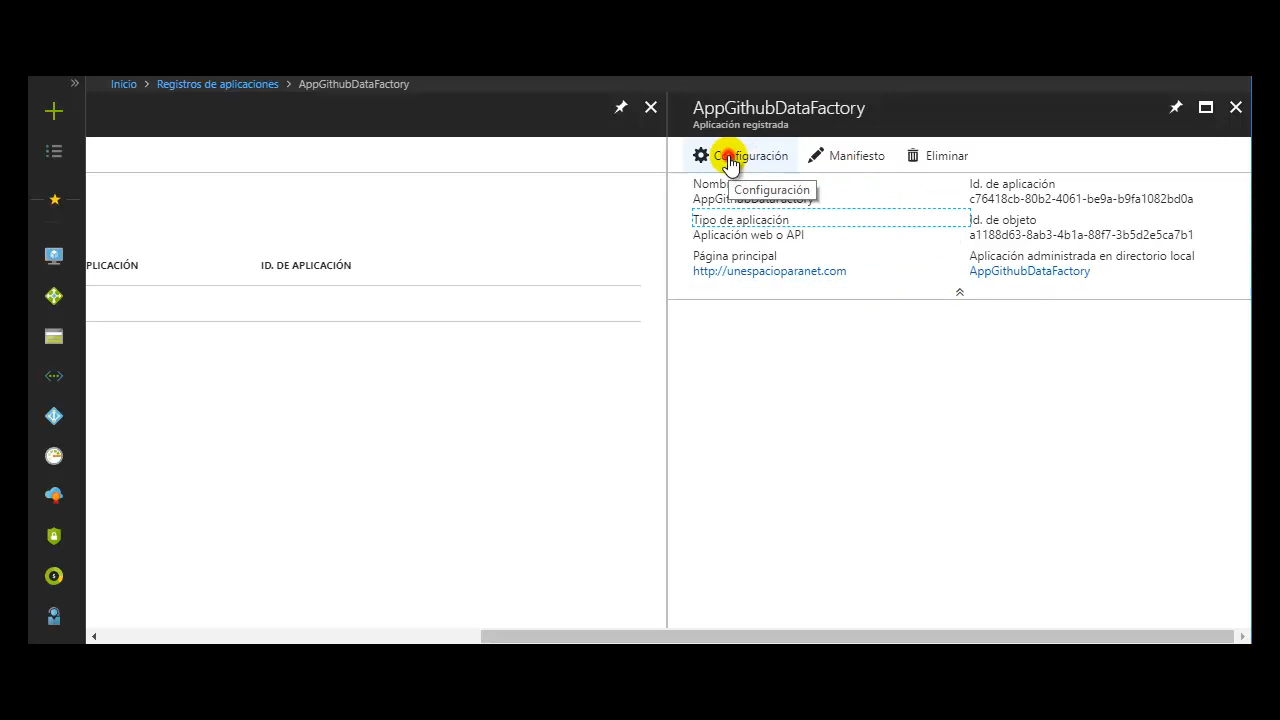 Inicio > Registros de aplicaciones > AppGithubDataFactory
AppGithubDataFactory
Aplicación registrada
Configuración
Manifiesto
Eliminar
Configuración
AppGithubDataFactory
Tipo de aplicación
Aplicación web o API
Página principal
http://unespacioparanet.com
Id. de aplicación
c76418cb-80b2-4061-be9a-b9fa1082bd0a
Id. de objeto
a1188d63-8ab3-4b1a-88f7-3b5d2e5ca7b1
Aplicación administrada en directorio local
AppGithubDataFactory
PLICACIÓN
ID. DE APLICACIÓN